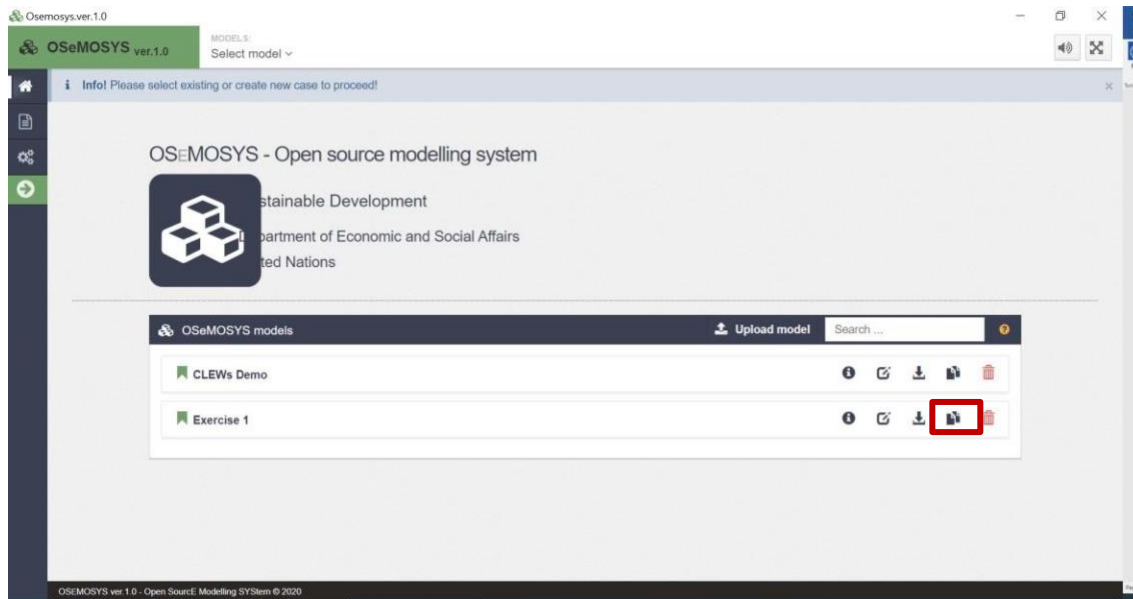 Osemosys.ver.1.0
OSeMOSYS ver.1.0
MODELS:
Select model
i Info! Please select existing or create new case to proceed!
OSEMOSYS - Open source modelling system
stainable Development
partment of Economic and Social Affairs
ted Nations
OSeMOSYS models
Upload model
Search ...
CLEWs Demo
Exercise 1
OSEMOSYS ver.1.0 - Open SourcE Modelling SYStem © 2020